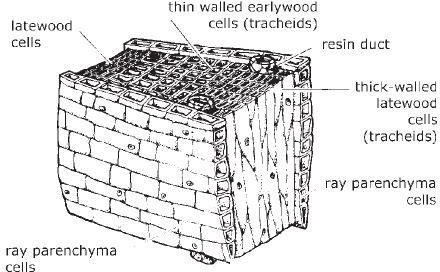 thin walled earlywood
cells (tracheids)
latewood
cells
resin duct
thick-walled
latewood
cells
(tracheids)
ray parenchyma
cells
ray parenchyma
cells